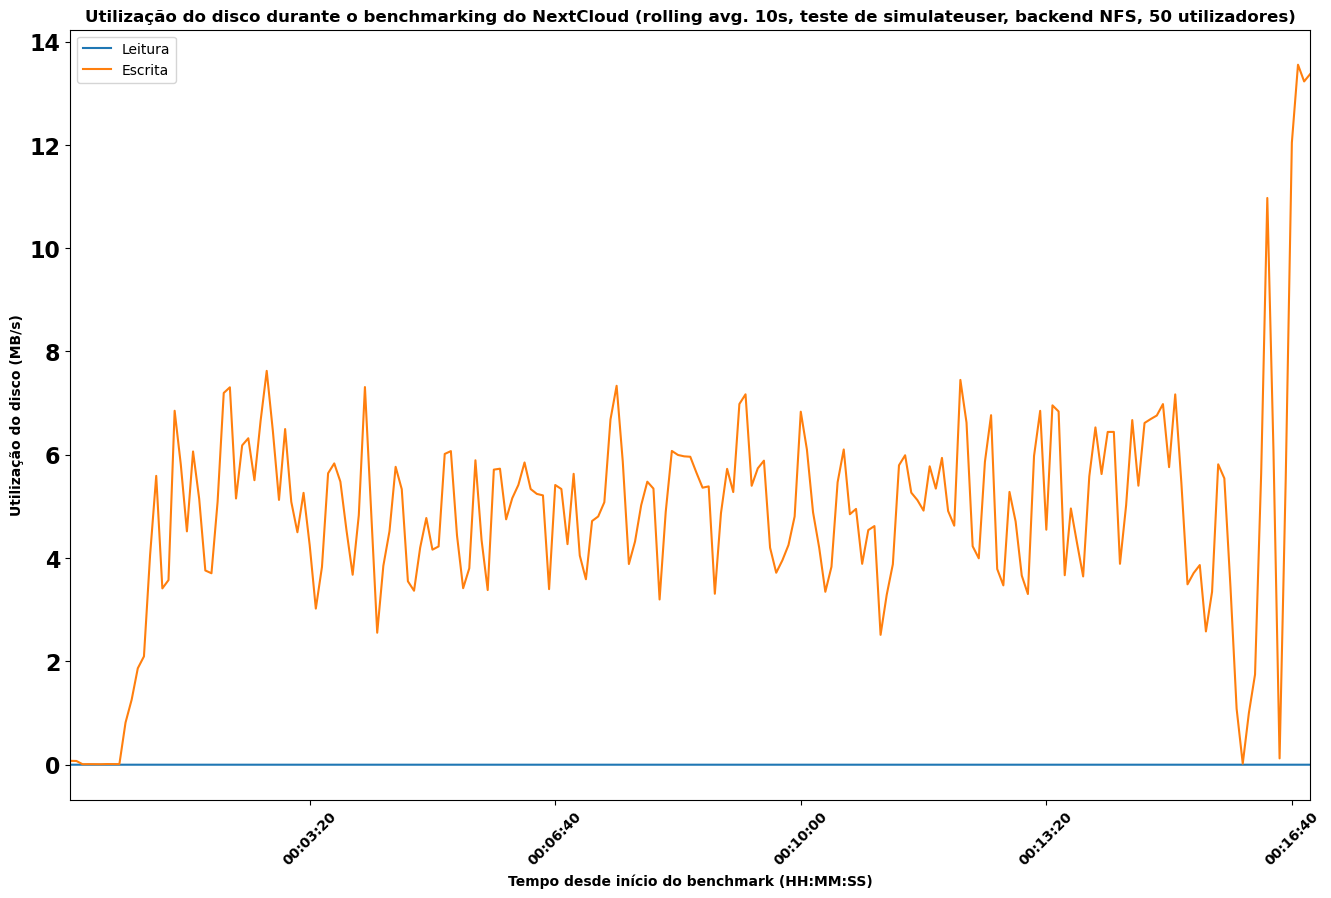 Utilização do disco durante o benchmarking do NextCloud (rolling avg. 10s, teste de simulateuser, backend NFS, 50 utilizadores)
Leitura
Escrita
Utilização do disco (MB/s)
14
12
10
8
6
4
2
0
00:03:20
00:06:40
00:10:00
00:13:20
00:16:40
Tempo desde início do benchmark (HH:MM:SS)